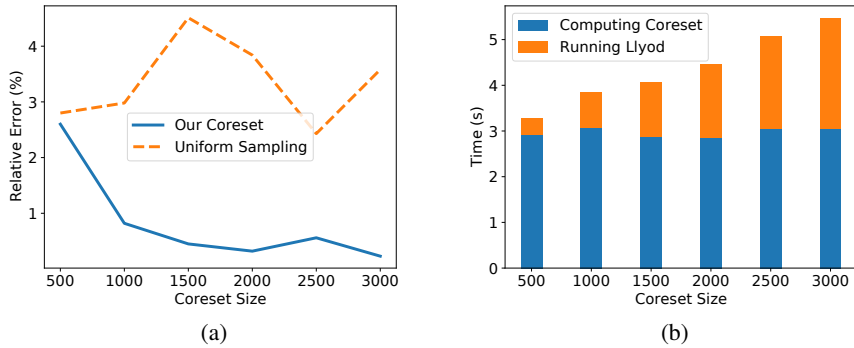 4
3
2
1
Relative Error (%)
Our Coreset
Uniform Sampling
500 1000 1500 2000 2500 3000
Coreset Size
(a)
5
4
3
2
1
0
Time (s)
Computing Coreset
Running Llyod
500 1000 1500 2000 2500 3000
Coreset Size
(b)